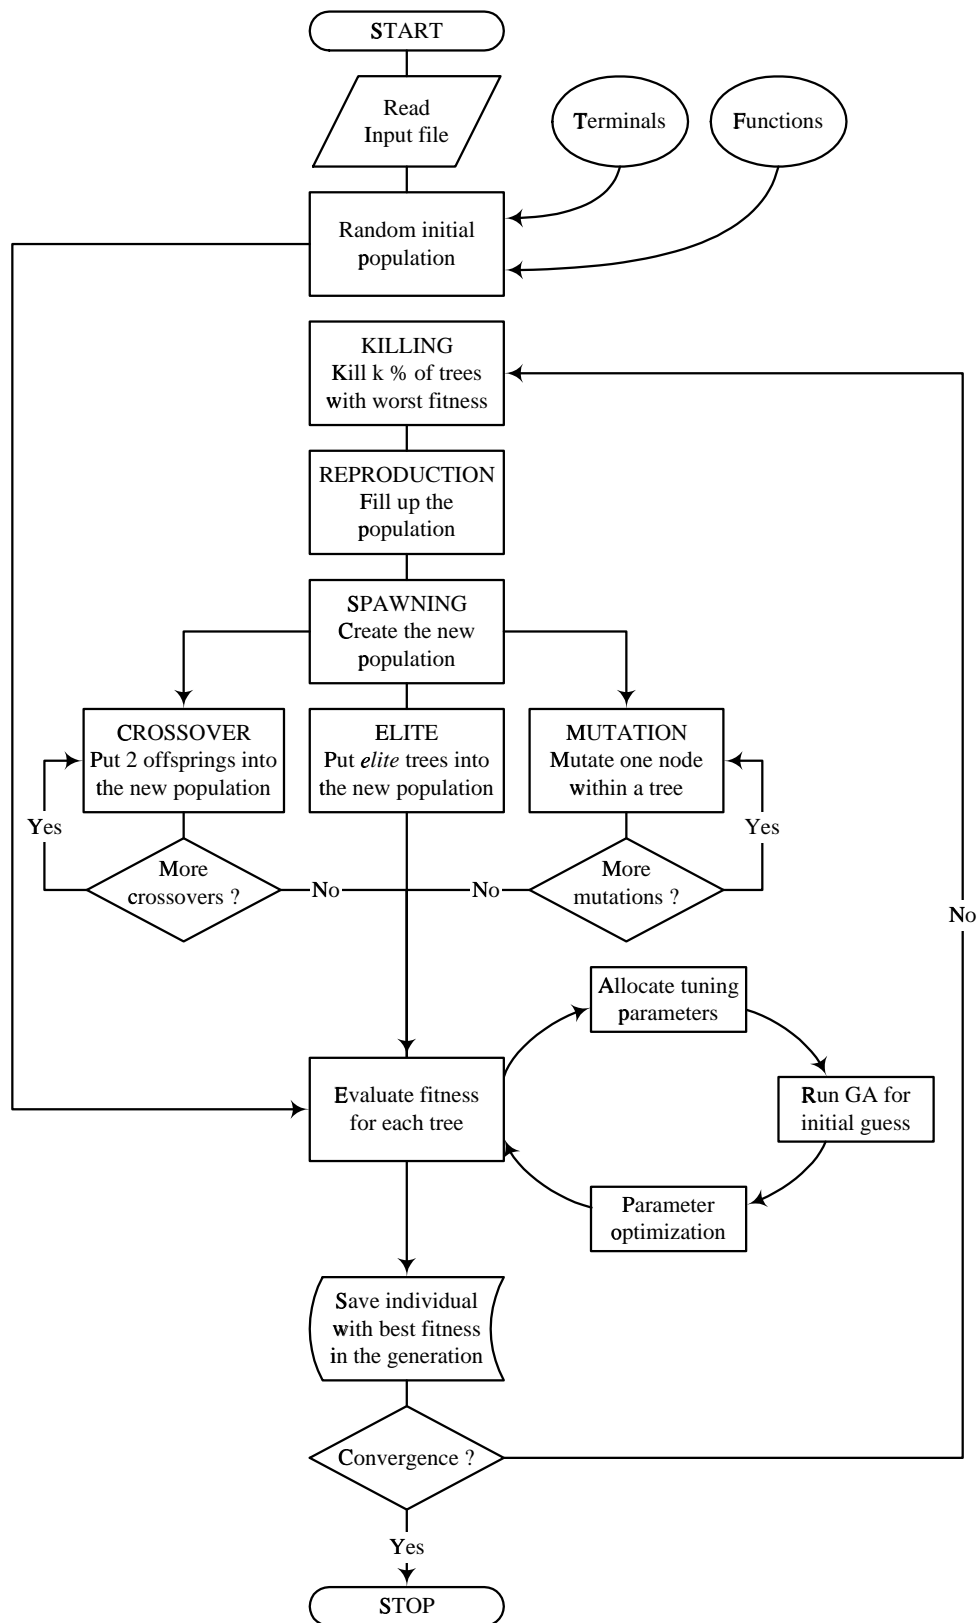 START
Read
Input file
Terminals
Functions
Random initial
population
KILLING
Kill k % of trees
with worst fitness
REPRODUCTION
Fill up the
population
SPAWNING
Create the new
population
CROSSOVER
Put 2 offsprings into
the new population
ELITE
Put elite trees into
the new population
MUTATION
Mutate one node
within a tree
Yes
Yes
More
crossovers ?
No
No
More
mutations ?
No
Allocate tuning
parameters
Evaluate fitness
for each tree
Run GA for
initial guess
Parameter
optimization
Save individual
with best fitness
in the generation
Convergence ?
Yes
STOP